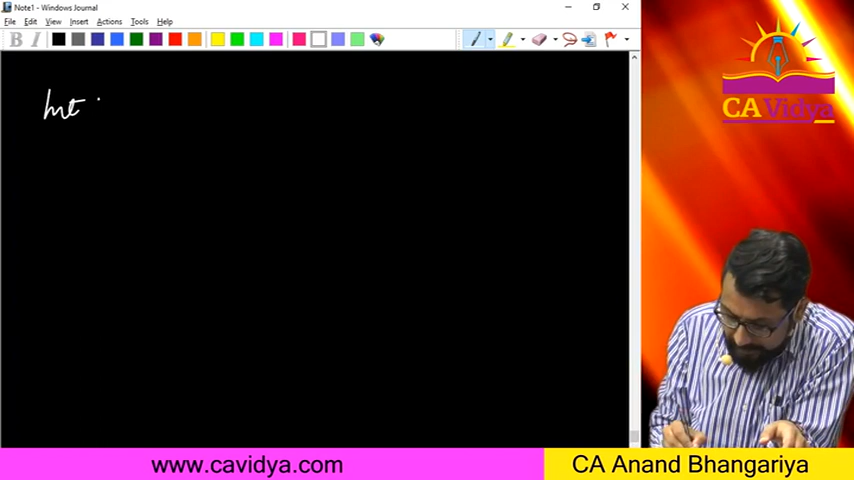 Note1 - Windows Journal
File Edit View Insert Actions Tools Help
B I
Int
CA Vidya
www.cavidya.com
CA Anand Bhangariya